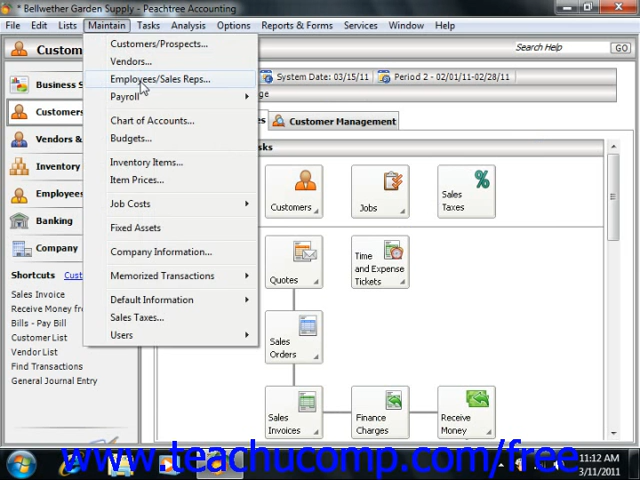 * Bellwether Garden Supply - Peachtree Accounting
File Edit Lists Maintain Tasks Analysis Options Reports & Forms Services Window Help
Custom
Search Help GO
Customers/Prospects...
Vendors...
Employees/Sales Reps...
Payroll
Chart of Accounts...
Budgets...
Inventory Items...
Item Prices...
Job Costs
Fixed Assets
Company Information...
Memorized Transactions
Default Information
Sales Taxes...
Users
System Date: 03/15/11 Period 2 - 02/01/11-02/28/11
ge
Customer Management
Business S
Customers
Vendors &
Inventory
Employees
Banking
Company
Shortcuts Cust
Sales Invoice
Receive Money fr
Bills - Pay Bill
Customer List
Vendor List
Find Transactions
General Journal Entry
sks
Customers
Jobs
Sales
Taxes
Quotes
Time
and Expense
Tickets
Sales
Orders
Sales
Invoices
Finance
Charges
Receive
Money
www.teachucomp.com/free
11:12 AM
3/11/2011